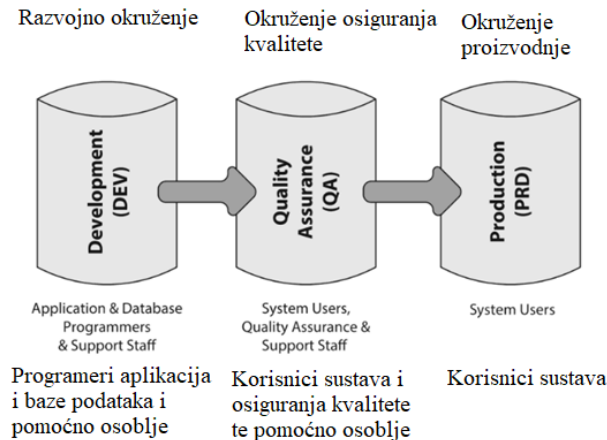 Razvojno okruženje
Okruženje osiguranja
kvalitete
Okruženje
proizvodnje
Development
(DEV)
Quality
Assurance
(QA)
Production
(PRD)
Application & Database
Programmers
& Support Staff
System Users,
Quality Assurance &
Support Staff
System Users
Programeri aplikacija
i baze podataka i
pomoćno osoblje
Korisnici sustava i
osiguranja kvalitete
te pomoćno osoblje
Korisnici sustava